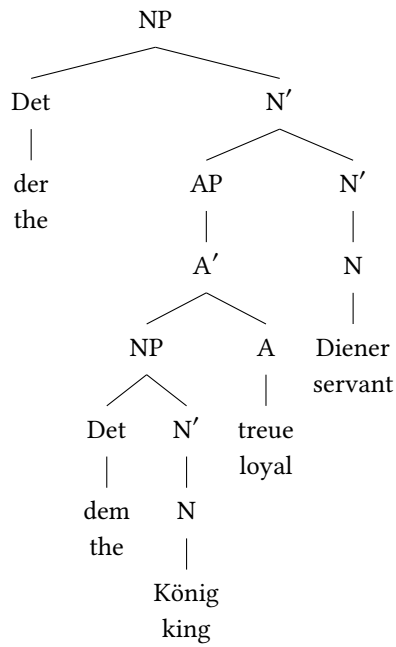 NP
Det N′
der AP N′
the
A′ N
NP A Diener
servant
Det N′ treue
loyal
dem N
the
König
king